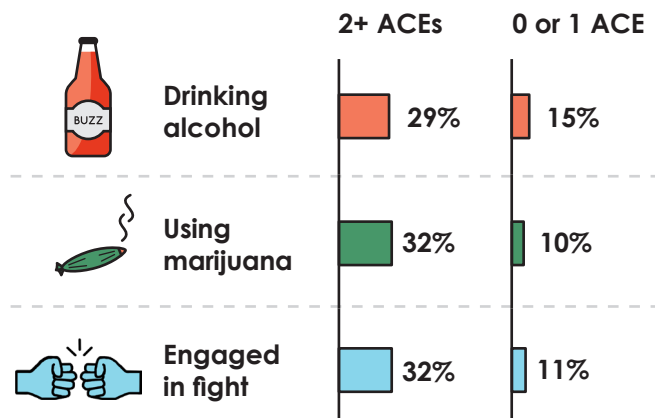 2+ ACEs 0 or 1 ACE
BUZZ
Drinking
alcohol
29% 15%
Using
marijuana
32% 10%
Engaged
in fight
32% 11%